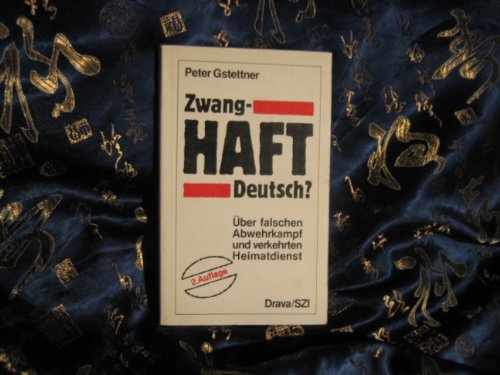 Peter Gstettner
Zwang-
HAFT
Deutsch?
Über falschen
Abwehrkampf
und verkehrten
Heimatdienst
2. Auflage
Drava/SZI